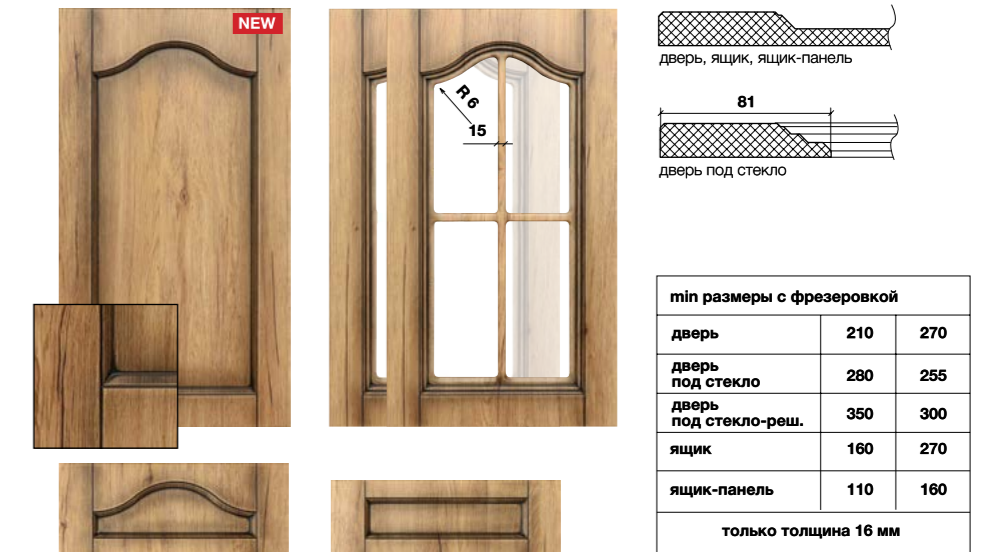 NEW
R 6
15
дверь, ящик, ящик-панель
81
дверь под стекло
min размеры с фрезеровкой
дверь 210 270
дверь
под стекло 280 255
дверь
под стекло-реш. 350 300
ящик 160 270
ящик-панель 110 160
только толщина 16 мм